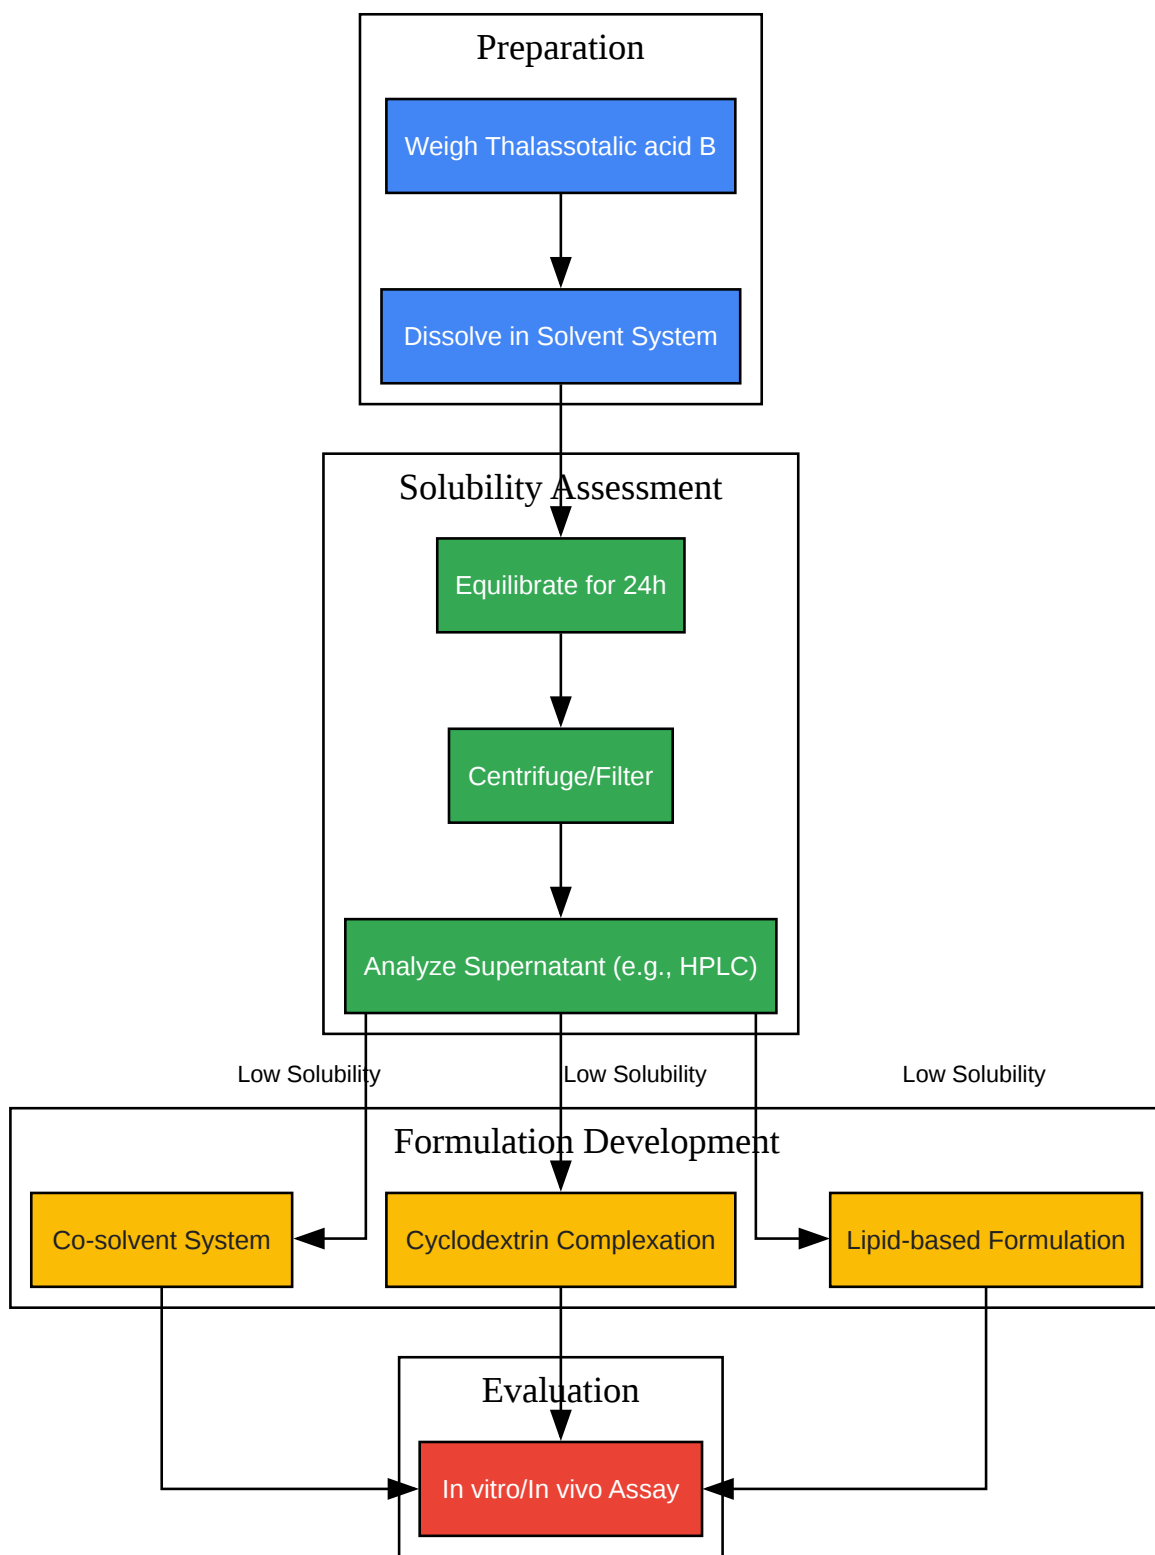 Preparation
Weigh Thalassotalic acid B
Dissolve in Solvent System
Solubility Assessment
Equilibrate for 24h
Centrifuge/Filter
Analyze Supernatant (e.g., HPLC)
Low Solubility
Low Solubility
Low Solubility
Formulation Development
Co-solvent System
Cyclodextrin Complexation
Lipid-based Formulation
Evaluation
In vitro/In vivo Assay